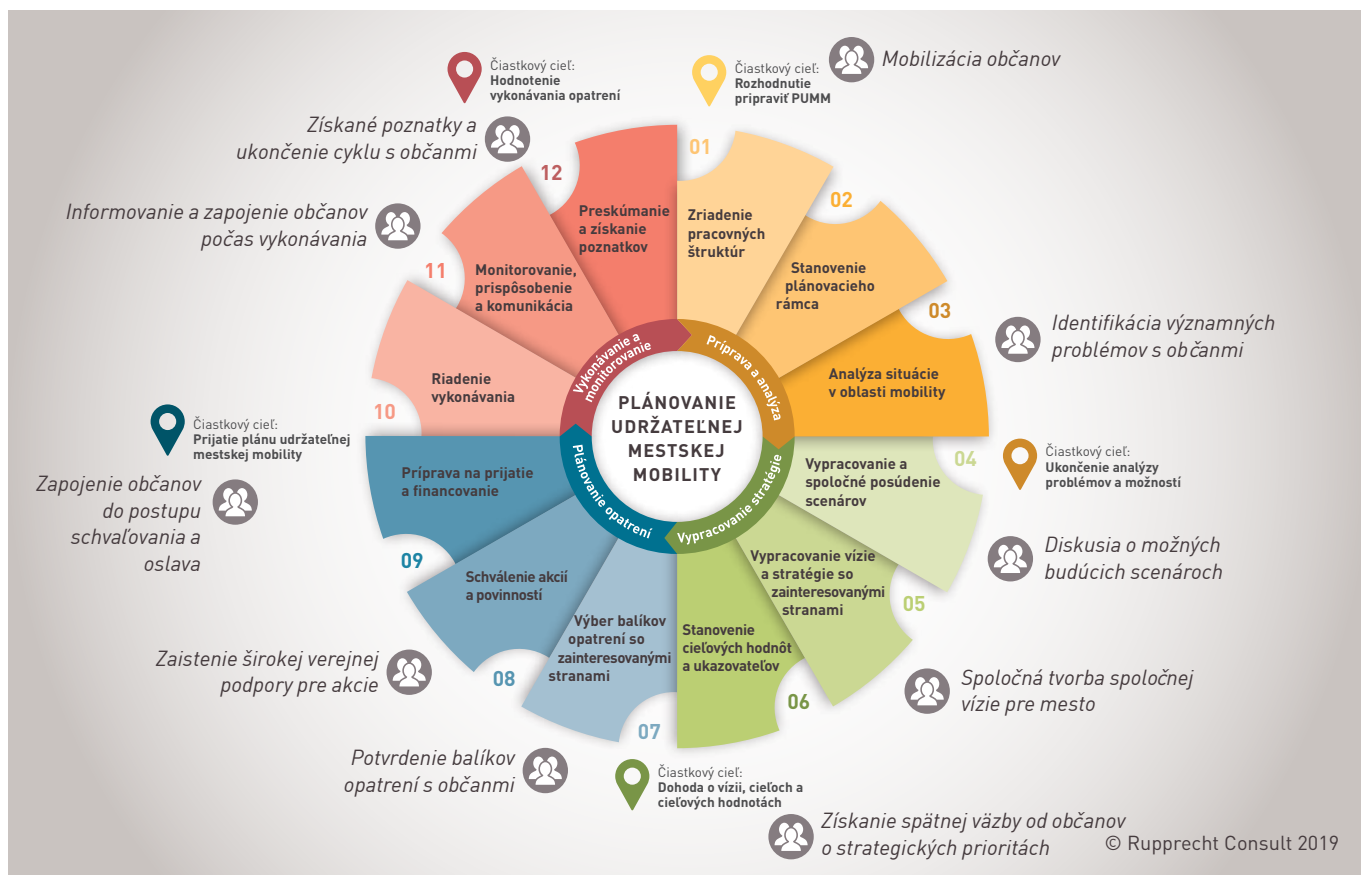 Čiastkový cieľ:
Hodnotenie
vykonávania opatrení
Čiastkový cieľ:
Rozhodnutie
pripraviť PUMM
Mobilizácia občanov
Získané poznatky a
ukončenie cyklu s občanmi
Informovanie a zapojenie občanov
počas vykonávania
01
Zriadenie
pracovných
štruktúr
02
Stanovenie
plánovacieho
rámca
03
Analýza situácie
v oblasti mobility
Identifikácia významných
problémov s občanmi
04
Vypracovanie a
spoločné posúdenie
scenárov
Čiastkový cieľ:
Ukončenie analýzy
problémov a možností
Diskusia o možných
budúcich scenároch
05
Vypracovanie vízie
a stratégie so
zainteresovanými
stranami
Spoločná tvorba spoločnej
vízie pre mesto
06
Stanovenie
cieľových hodnôt
a ukazovateľov
Čiastkový cieľ:
Dohoda o vízii, cieľoch a
cieľových hodnotách
Získanie spätnej väzby od občanov
o strategických prioritách
07
Výber balíkov
opatrení so
zainteresovanými
stranami
Potvrdenie balíkov
opatrení s občanmi
08
Schválenie akcií
a povinností
Zaistenie širokej verejnej
podpory pre akcie
09
Príprava na prijatie
a financovanie
Čiastkový cieľ:
Prijatie plánu udržateľnej
mestskej mobility
Zapojenie občanov
do postupu
schvaľovania a
oslava
10
Riadenie
vykonávania
11
Monitorovanie,
prispôsobenie
a komunikácia
12
Preskúmanie
a získanie
poznatkov
Vykonávanie a
monitorovanie
Príprava a analýza
Vypracovanie stratégie
Plánovanie opatrení
PLÁNOVANIE
UDRŽATEĽNEJ
MESTSKEJ
MOBILITY
© Rupprecht Consult 2019